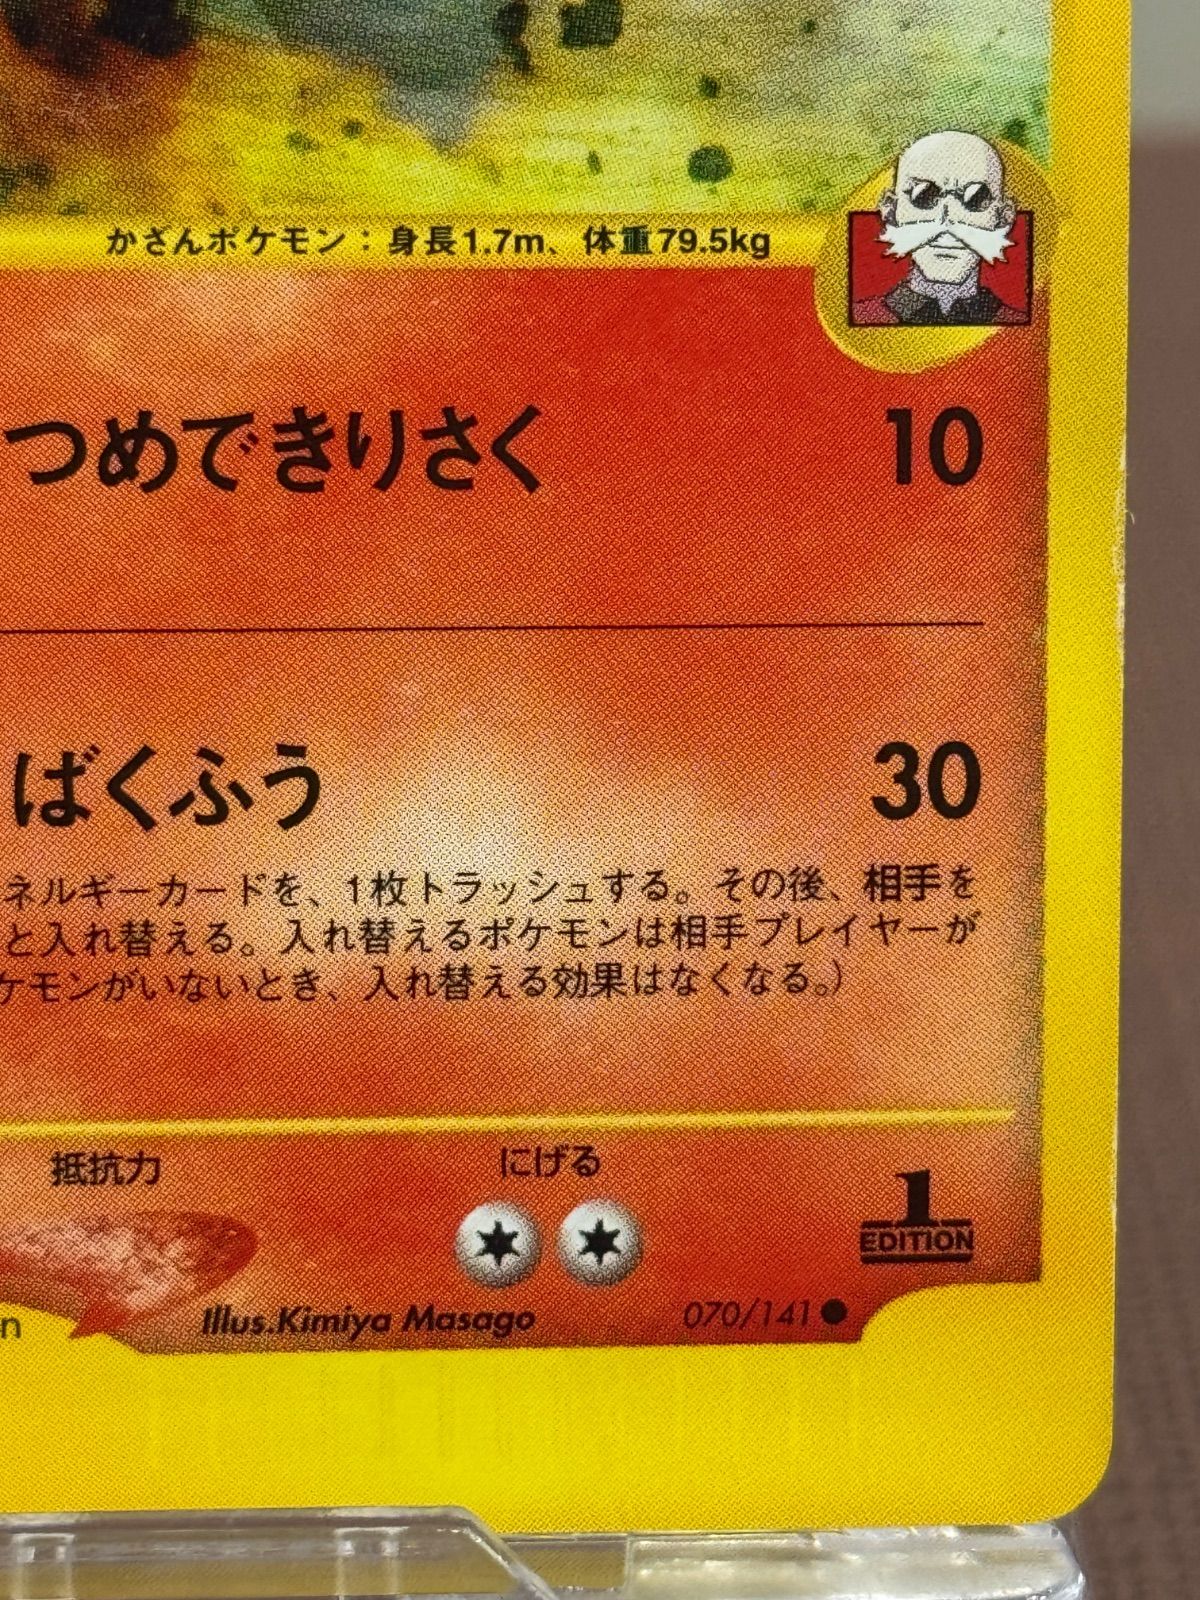 かざんポケモン：身長1.7m、体重79.5kg
つめできりさく 10
ばくふう 30
ネルギーカードを、1枚トラッシュする。その後、相手を
と入れ替える。入れ替えるポケモンは相手プレイヤーが
ケモンがいないとき、入れ替える効果はなくなる。）
抵抗力 にげる
1
EDITION
n Illus.Kimiya Masago 070/141 ●